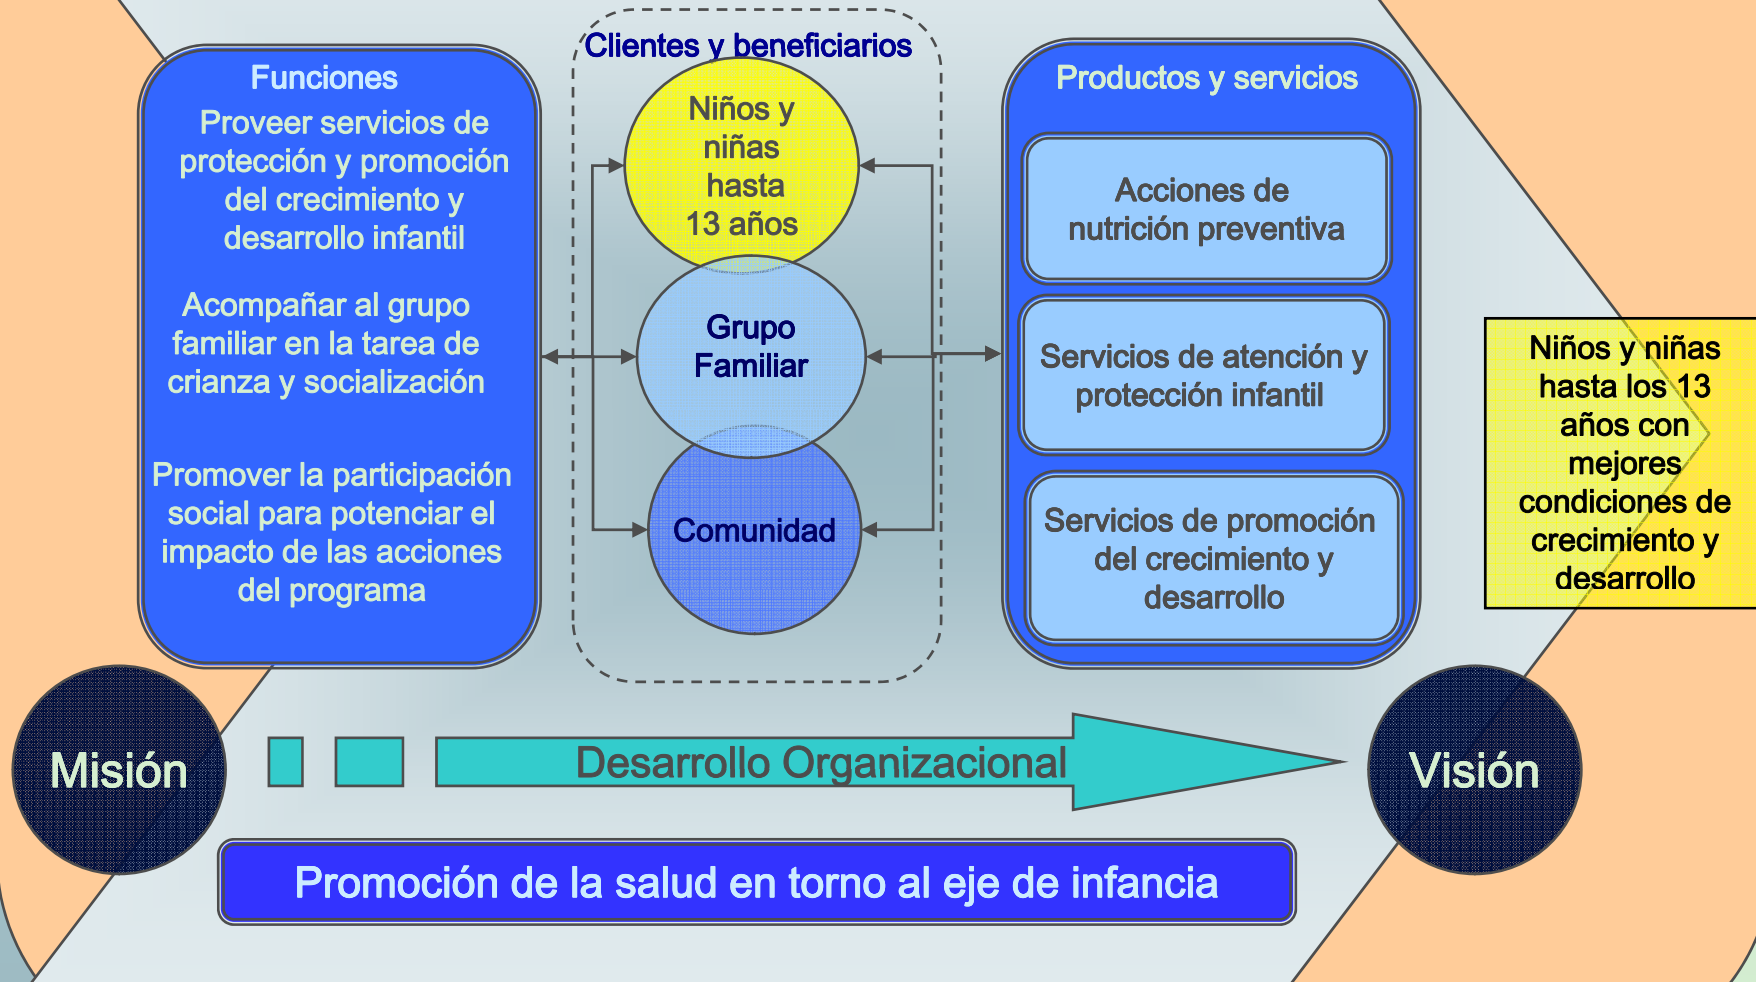 Funciones
Proveer servicios de
protección y promoción
del crecimiento y
desarrollo infantil
Acompañar al grupo
familiar en la tarea de
crianza y socialización
Promover la participación
social para potenciar el
impacto de las acciones
del programa
Clientes y beneficiarios
Niños y
niñas
hasta
13 años
Grupo
Familiar
Comunidad
Productos y servicios
Acciones de
nutrición preventiva
Servicios de atención y
protección infantil
Servicios de promoción
del crecimiento y
desarrollo
Niños y niñas
hasta los 13
años con
mejores
condiciones de
crecimiento y
desarrollo
Misión
Desarrollo Organizacional
Visión
Promoción de la salud en torno al eje de infancia